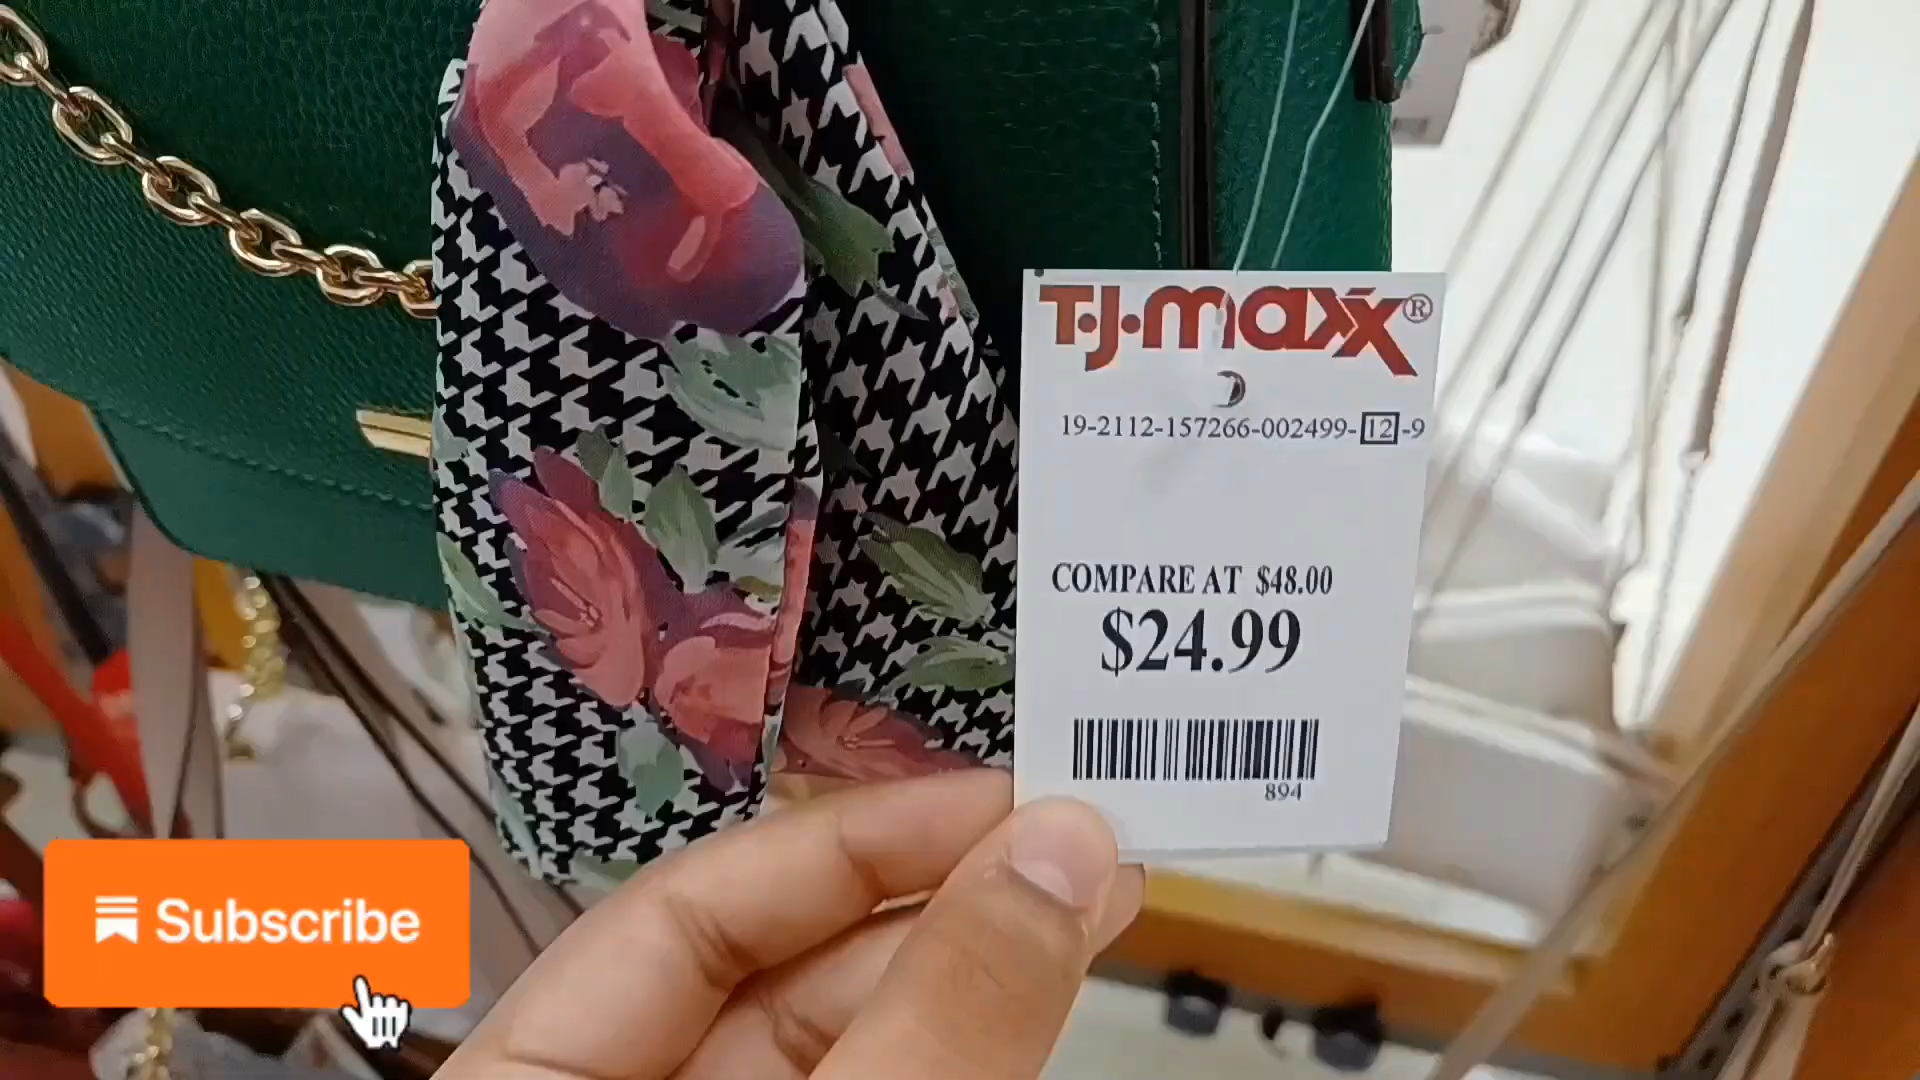 T.J.maxx®
19-2112-157266-002499-12-9
COMPARE AT $48.00
$24.99
894
Subscribe